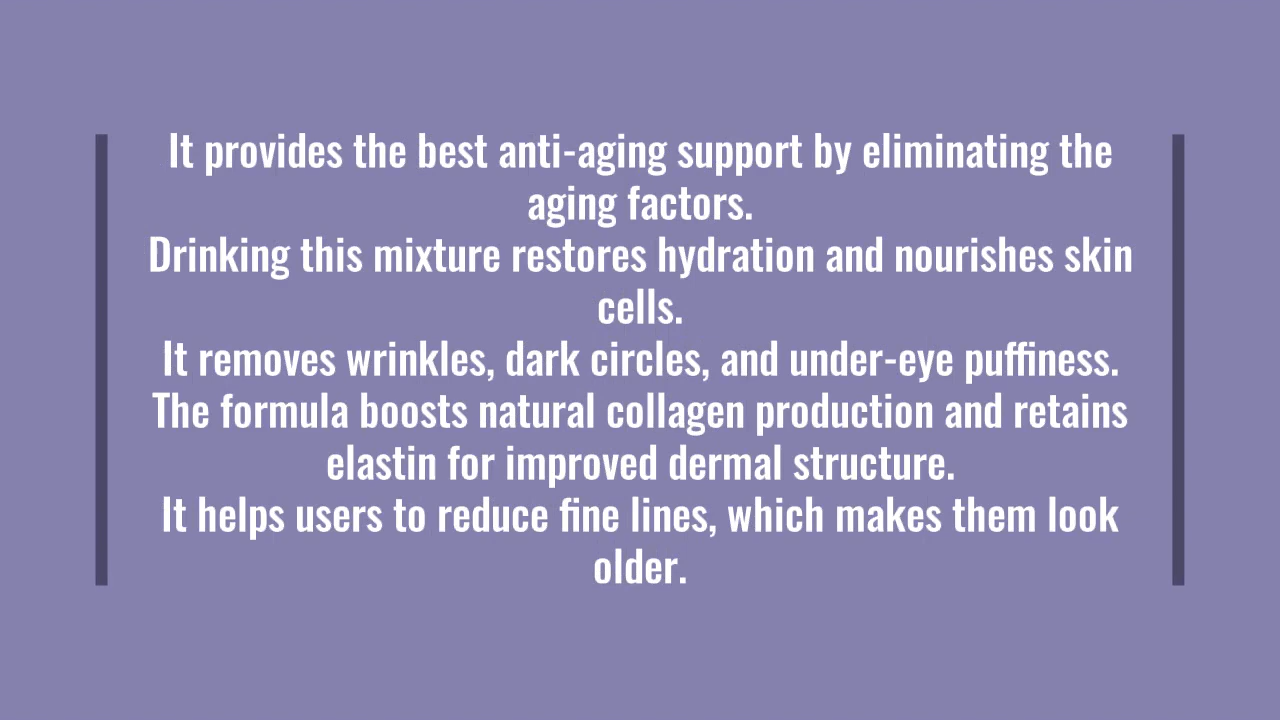 It provides the best anti-aging support by eliminating the
aging factors.
Drinking this mixture restores hydration and nourishes skin
cells.
It removes wrinkles, dark circles, and under-eye puffiness.
The formula boosts natural collagen production and retains
elastin for improved dermal structure.
It helps users to reduce fine lines, which makes them look
older.